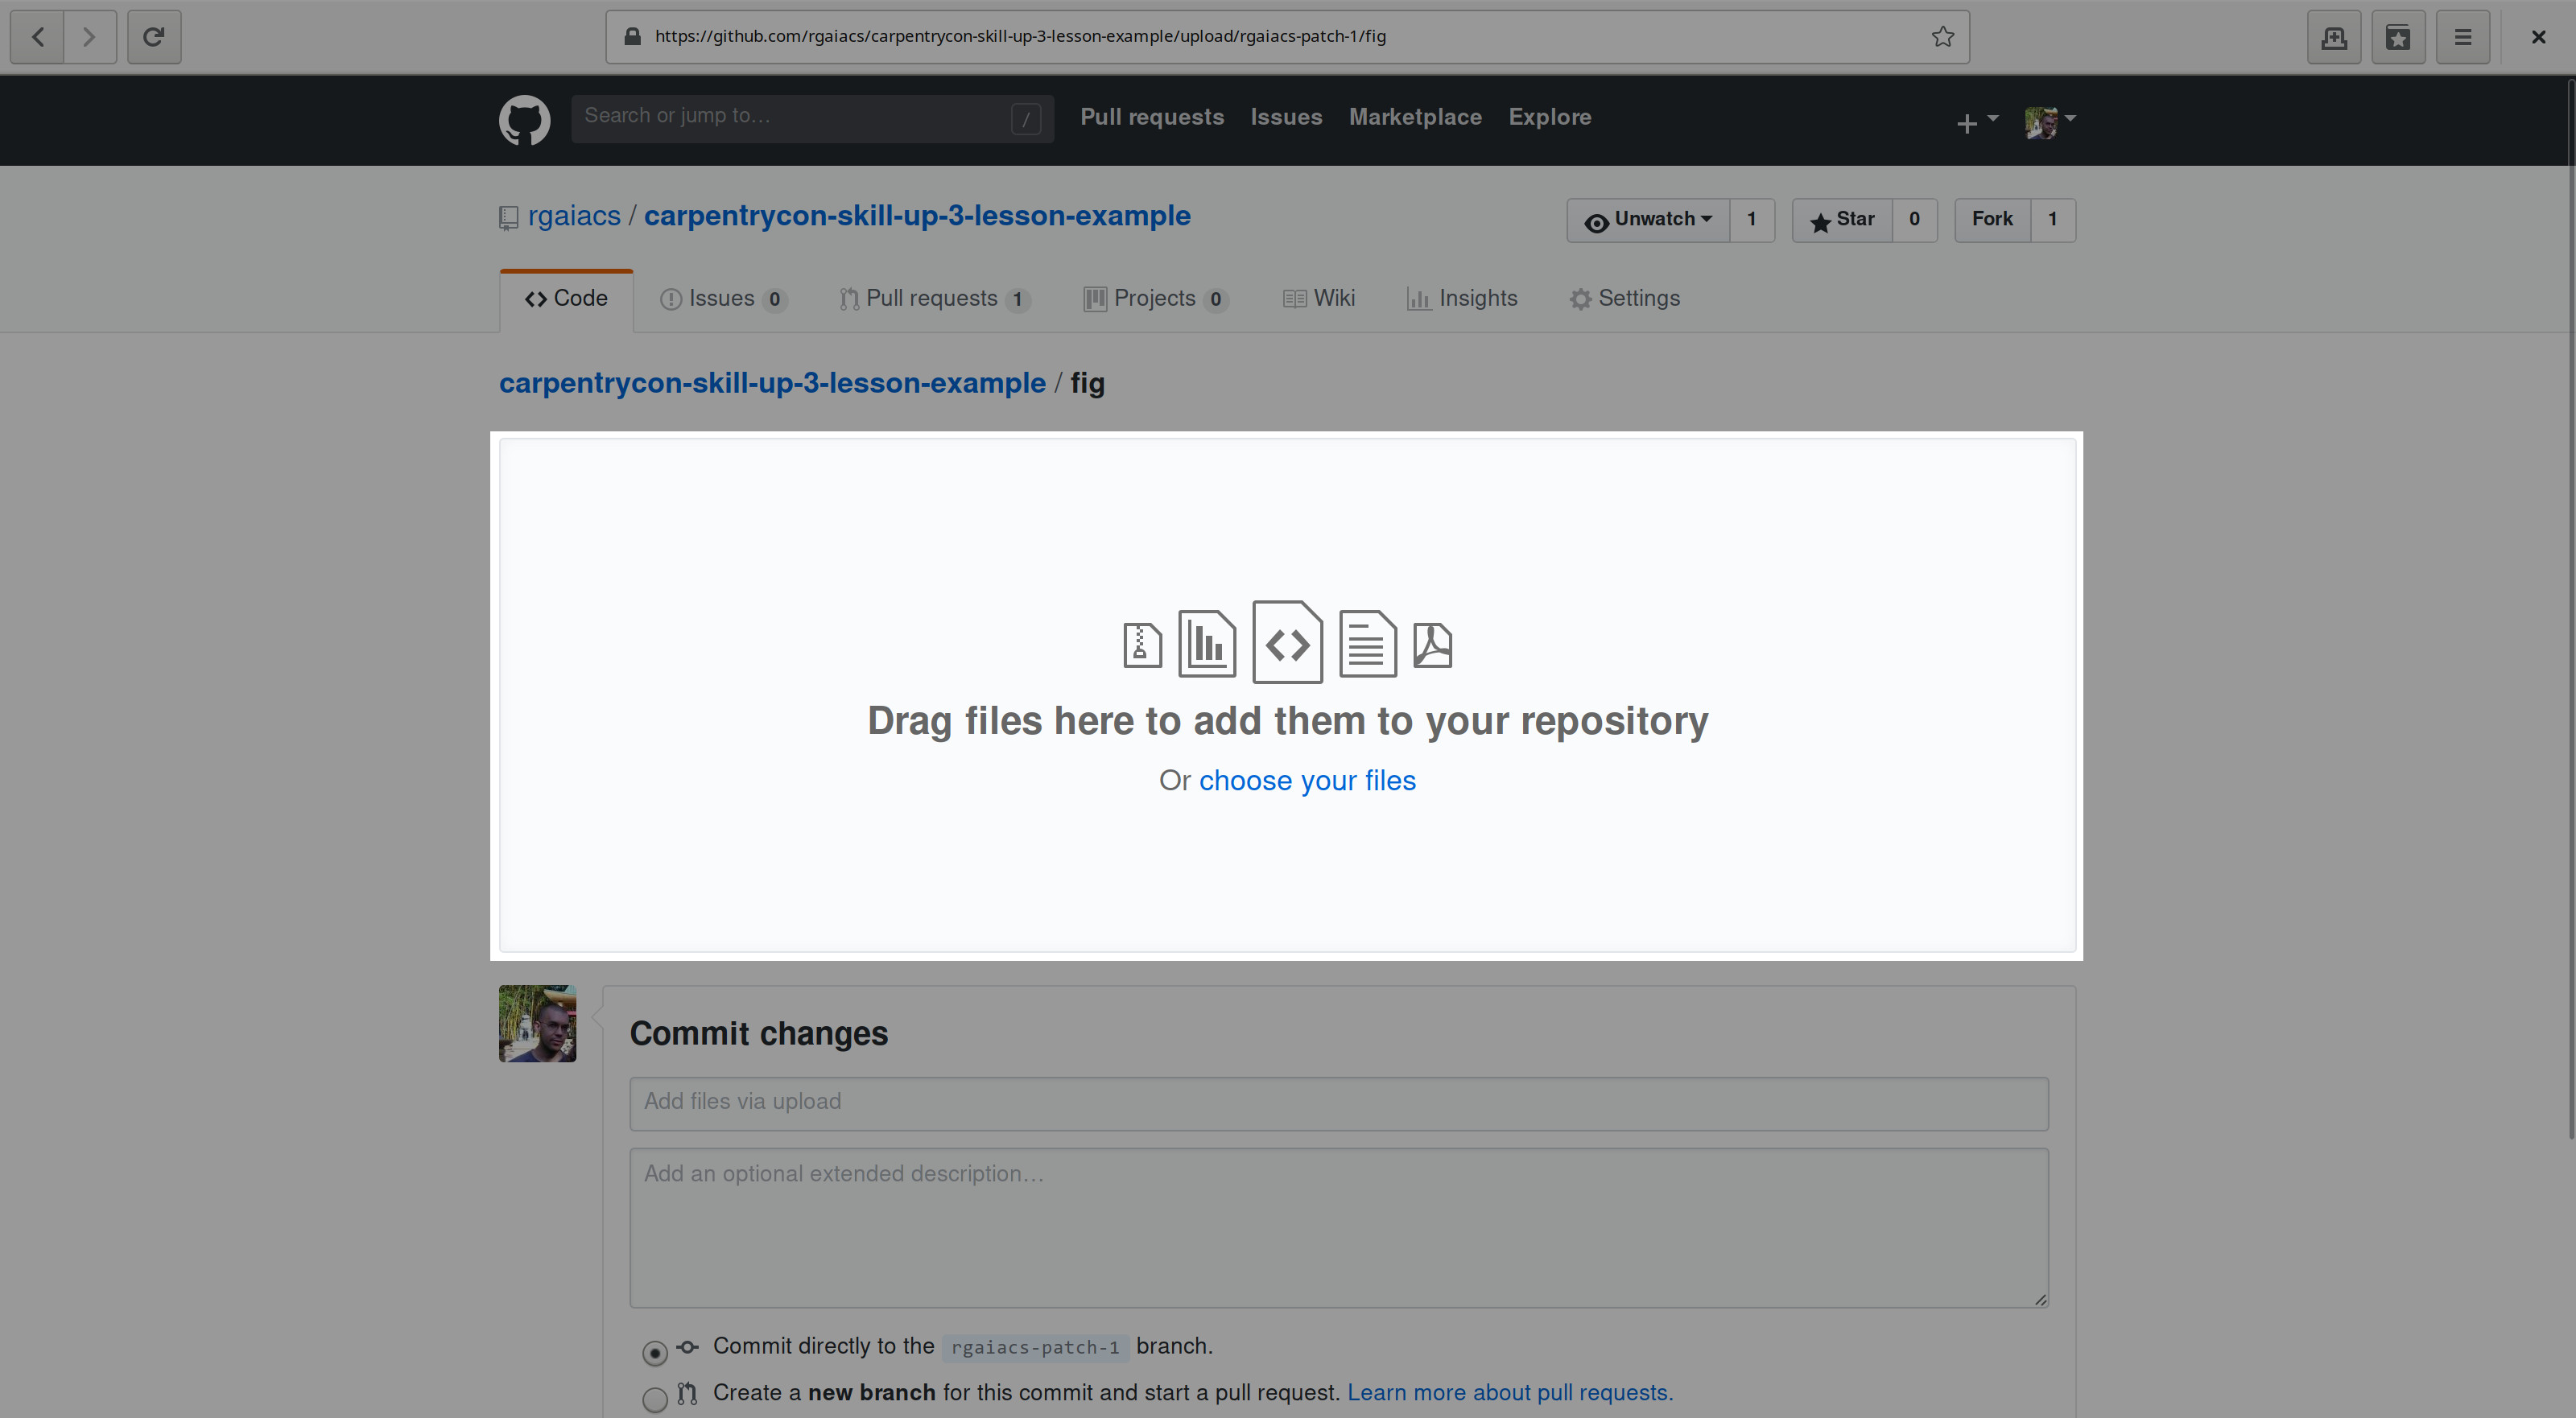 https://github.com/rgaiacs/carpentrycon-skill-up-3-lesson-example/upload/rgaiacs-patch-1/fig
Search or jump to… /
Pull requests Issues Marketplace Explore
rgaiacs / carpentrycon-skill-up-3-lesson-example
Unwatch 1 Star 0 Fork 1
Code Issues 0 Pull requests 1 Projects 0 Wiki Insights Settings
carpentrycon-skill-up-3-lesson-example / fig
Drag files here to add them to your repository
Or choose your files
Commit changes
Add files via upload
Add an optional extended description…
Commit directly to the rgaiacs-patch-1 branch.
Create a new branch for this commit and start a pull request. Learn more about pull requests.